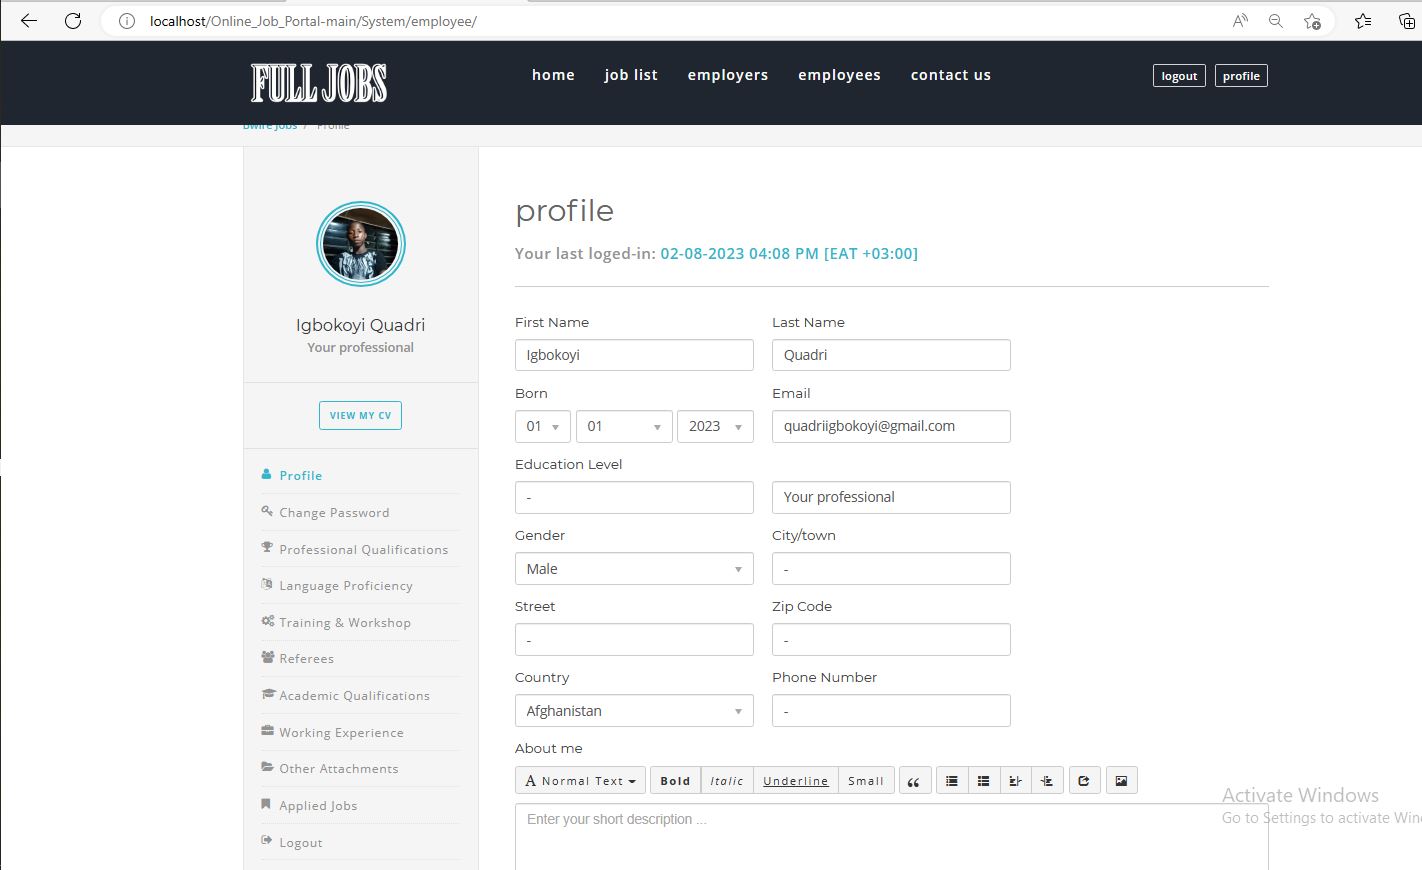 localhost/Online_Job_Portal-main/System/employee/
FULL JOBS
home job list employers employees contact us
logout profile
Bwire Jobs / Profile
Igbokoyi Quadri
Your professional
VIEW MY CV
Profile
Change Password
Professional Qualifications
Language Proficiency
Training & Workshop
Referees
Academic Qualifications
Working Experience
Other Attachments
Applied Jobs
Logout
profile
Your last loged-in: 02-08-2023 04:08 PM [EAT +03:00]
First Name Last Name
Igbokoyi Quadri
Born Email
01 01 2023 quadriigbokoyi@gmail.com
Education Level
- Your professional
Gender City/town
Male -
Street Zip Code
- -
Country Phone Number
Afghanistan -
About me
A Normal Text Bold Italic Underline Small
Enter your short description ...
Activate Windows
Go to Settings to activate Win